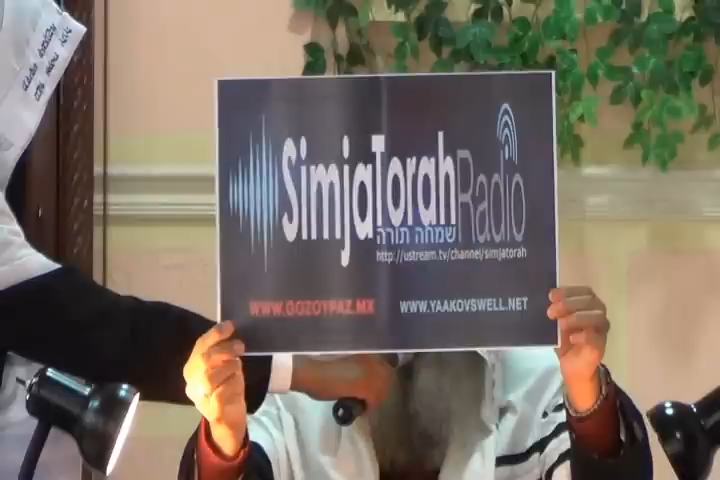 SimjaTorahRadio
שמחה תורה
http://ustream.tv/channel/simjatorah
WWW.GOZOYPAZ.MX WWW.YAAKOVSWELL.NET